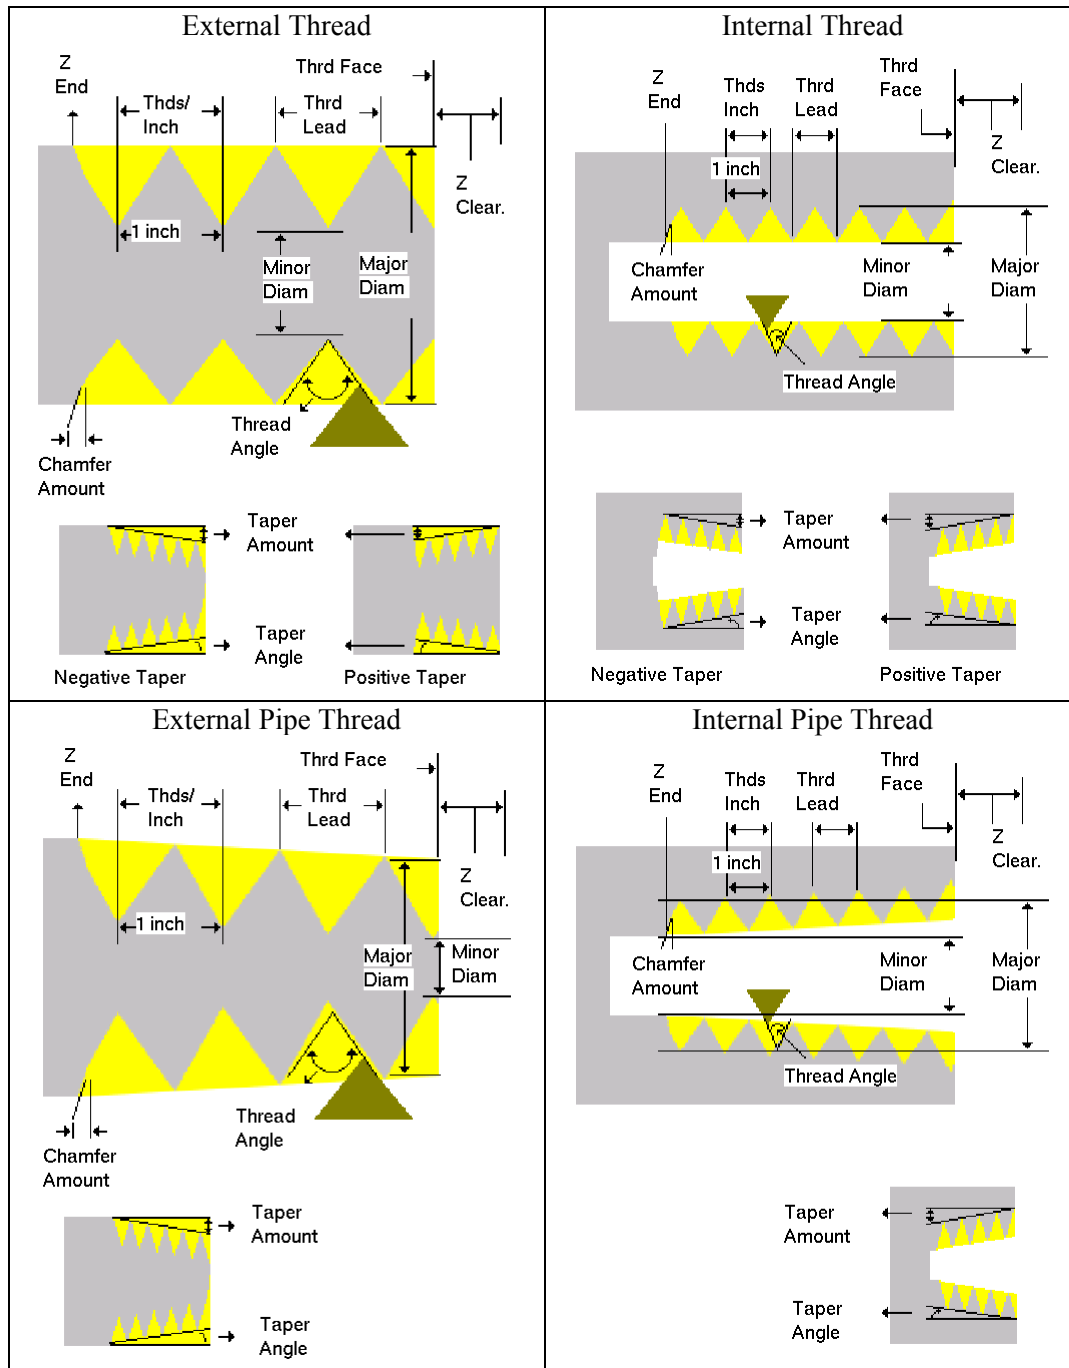 External Thread
Z
End
Thrd Face
Thds/
Inch
Thrd
Lead
Z
Clear.
1 inch
Minor
Diam
Major
Diam
Thread
Angle
Chamfer
Amount
Taper
Amount
Taper
Angle
Negative Taper
Positive Taper
Internal Thread
Z
End
Thds
Inch
Thrd
Lead
Thrd
Face
1 inch
Z
Clear.
Chamfer
Amount
Minor
Diam
Major
Diam
Thread Angle
Taper
Amount
Taper
Angle
Negative Taper
Positive Taper
External Pipe Thread
Z
End
Thrd Face
Thds/
Inch
Thrd
Lead
Z
Clear.
1 inch
Major
Diam
Minor
Diam
Thread
Angle
Chamfer
Amount
Taper
Amount
Taper
Angle
Internal Pipe Thread
Z
End
Thds
Inch
Thrd
Lead
Thrd
Face
1 inch
Z
Clear.
Chamfer
Amount
Minor
Diam
Major
Diam
Thread Angle
Taper
Amount
Taper
Angle